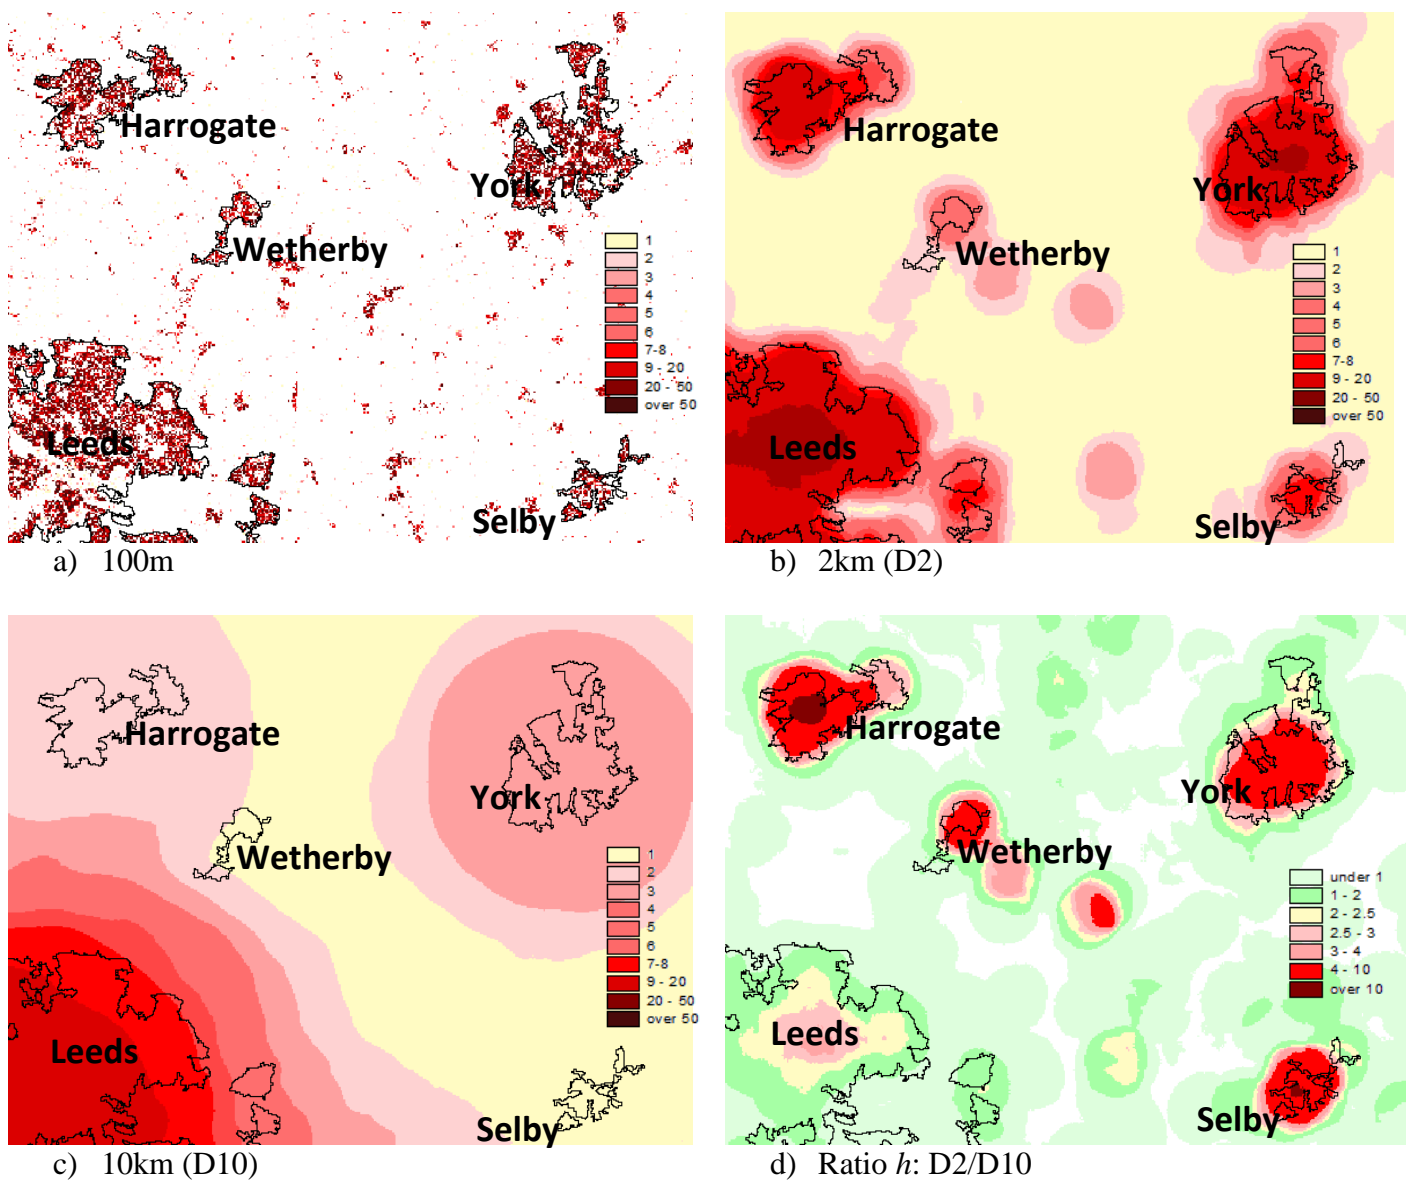 Harrogate
York
Wetherby
1
2
3
4
5
6
7-8
9 - 20
20 - 50
over 50
Leeds
Selby
a) 100m
Harrogate
York
Wetherby
1
2
3
4
5
6
7-8
9 - 20
20 - 50
over 50
Leeds
Selby
b) 2km (D2)
Harrogate
York
Wetherby
1
2
3
4
5
6
7-8
9 - 20
20 - 50
over 50
Leeds
Selby
c) 10km (D10)
Harrogate
York
Wetherby
under 1
1 - 2
2 - 2.5
2.5 - 3
3 - 4
4 - 10
over 10
Leeds
Selby
d) Ratio h: D2/D10